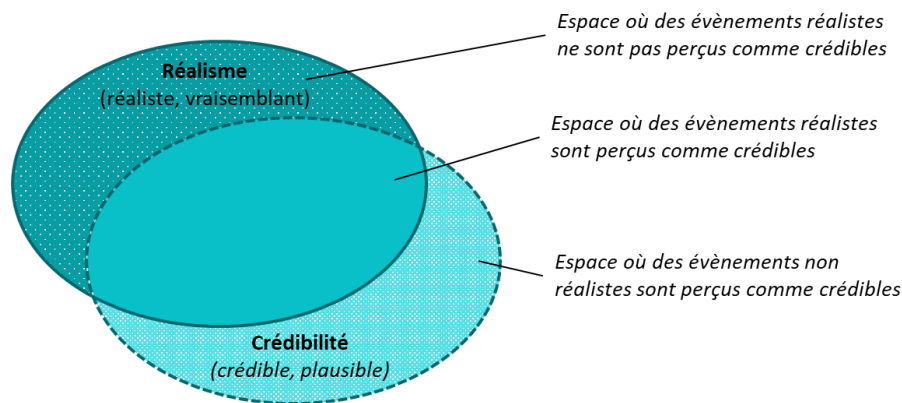 Espace où des évènements réalistes
ne sont pas perçus comme crédibles
Réalisme
(réaliste, vraisemblant)
Espace où des évènements réalistes
sont perçus comme crédibles
Espace où des évènements non
réalistes sont perçus comme crédibles
Crédibilité
(crédible, plausible)